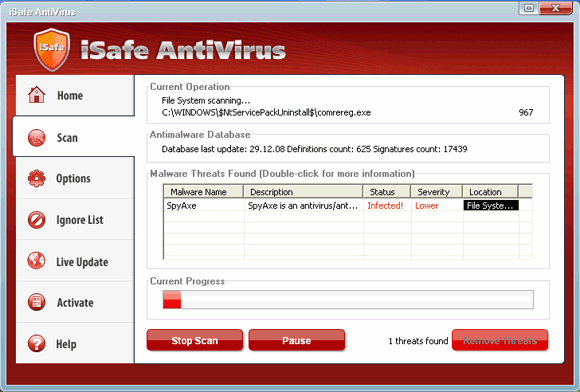 iSafe AntiVirus
iSafe
iSafe AntiVirus
Home
Scan
Options
Ignore List
Live Update
Activate
Help
Current Operation
File System scanning...
C:\WINDOWS\$NtServicePackUninstall$\comrereg.exe 967
Antimalware Database
Database last update: 29.12.08 Definitions count: 625 Signatures count: 17439
Malware Threats Found (Double-click for more information)
Malware Name Description Status Severity Location
SpyAxe SpyAxe is an antivirus/ant... Infected! Lower File Syste...
Current Progress
Stop Scan Pause 1 threats found Remove Threats